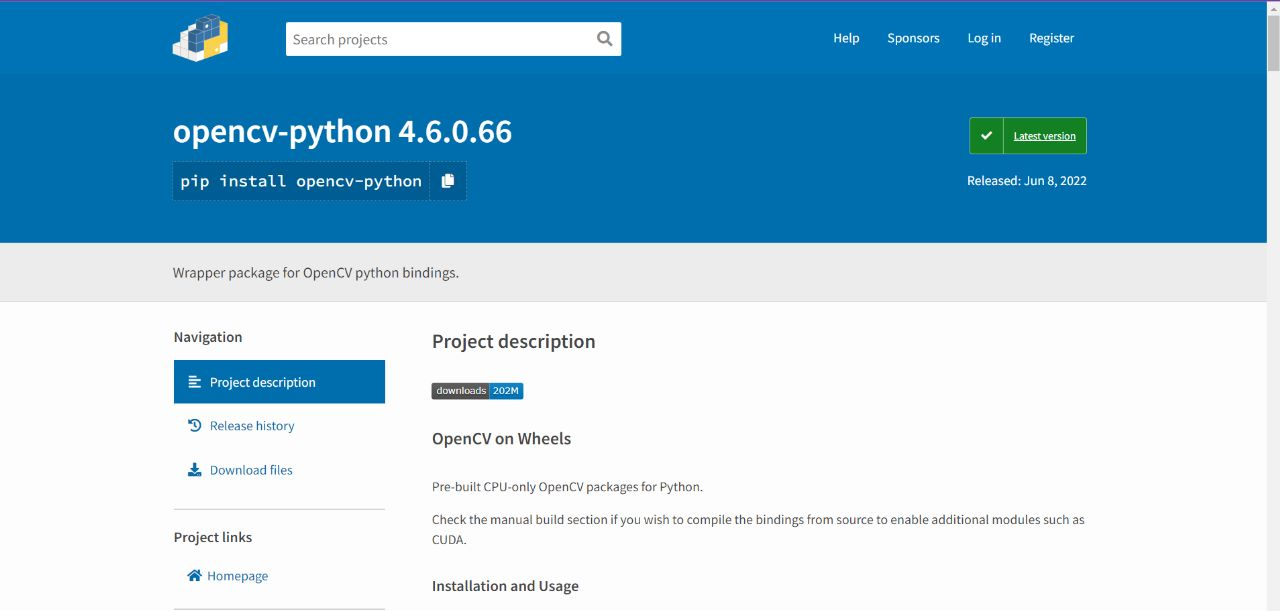 Search projects
Help
Sponsors
Log in
Register
opencv-python 4.6.0.66
Latest version
pip install opencv-python
Released: Jun 8, 2022
Wrapper package for OpenCV python bindings.
Navigation
Project description
Release history
Download files
Project links
Homepage
Project description
downloads 202M
OpenCV on Wheels
Pre-built CPU-only OpenCV packages for Python.
Check the manual build section if you wish to compile the bindings from source to enable additional modules such as
CUDA.
Installation and Usage